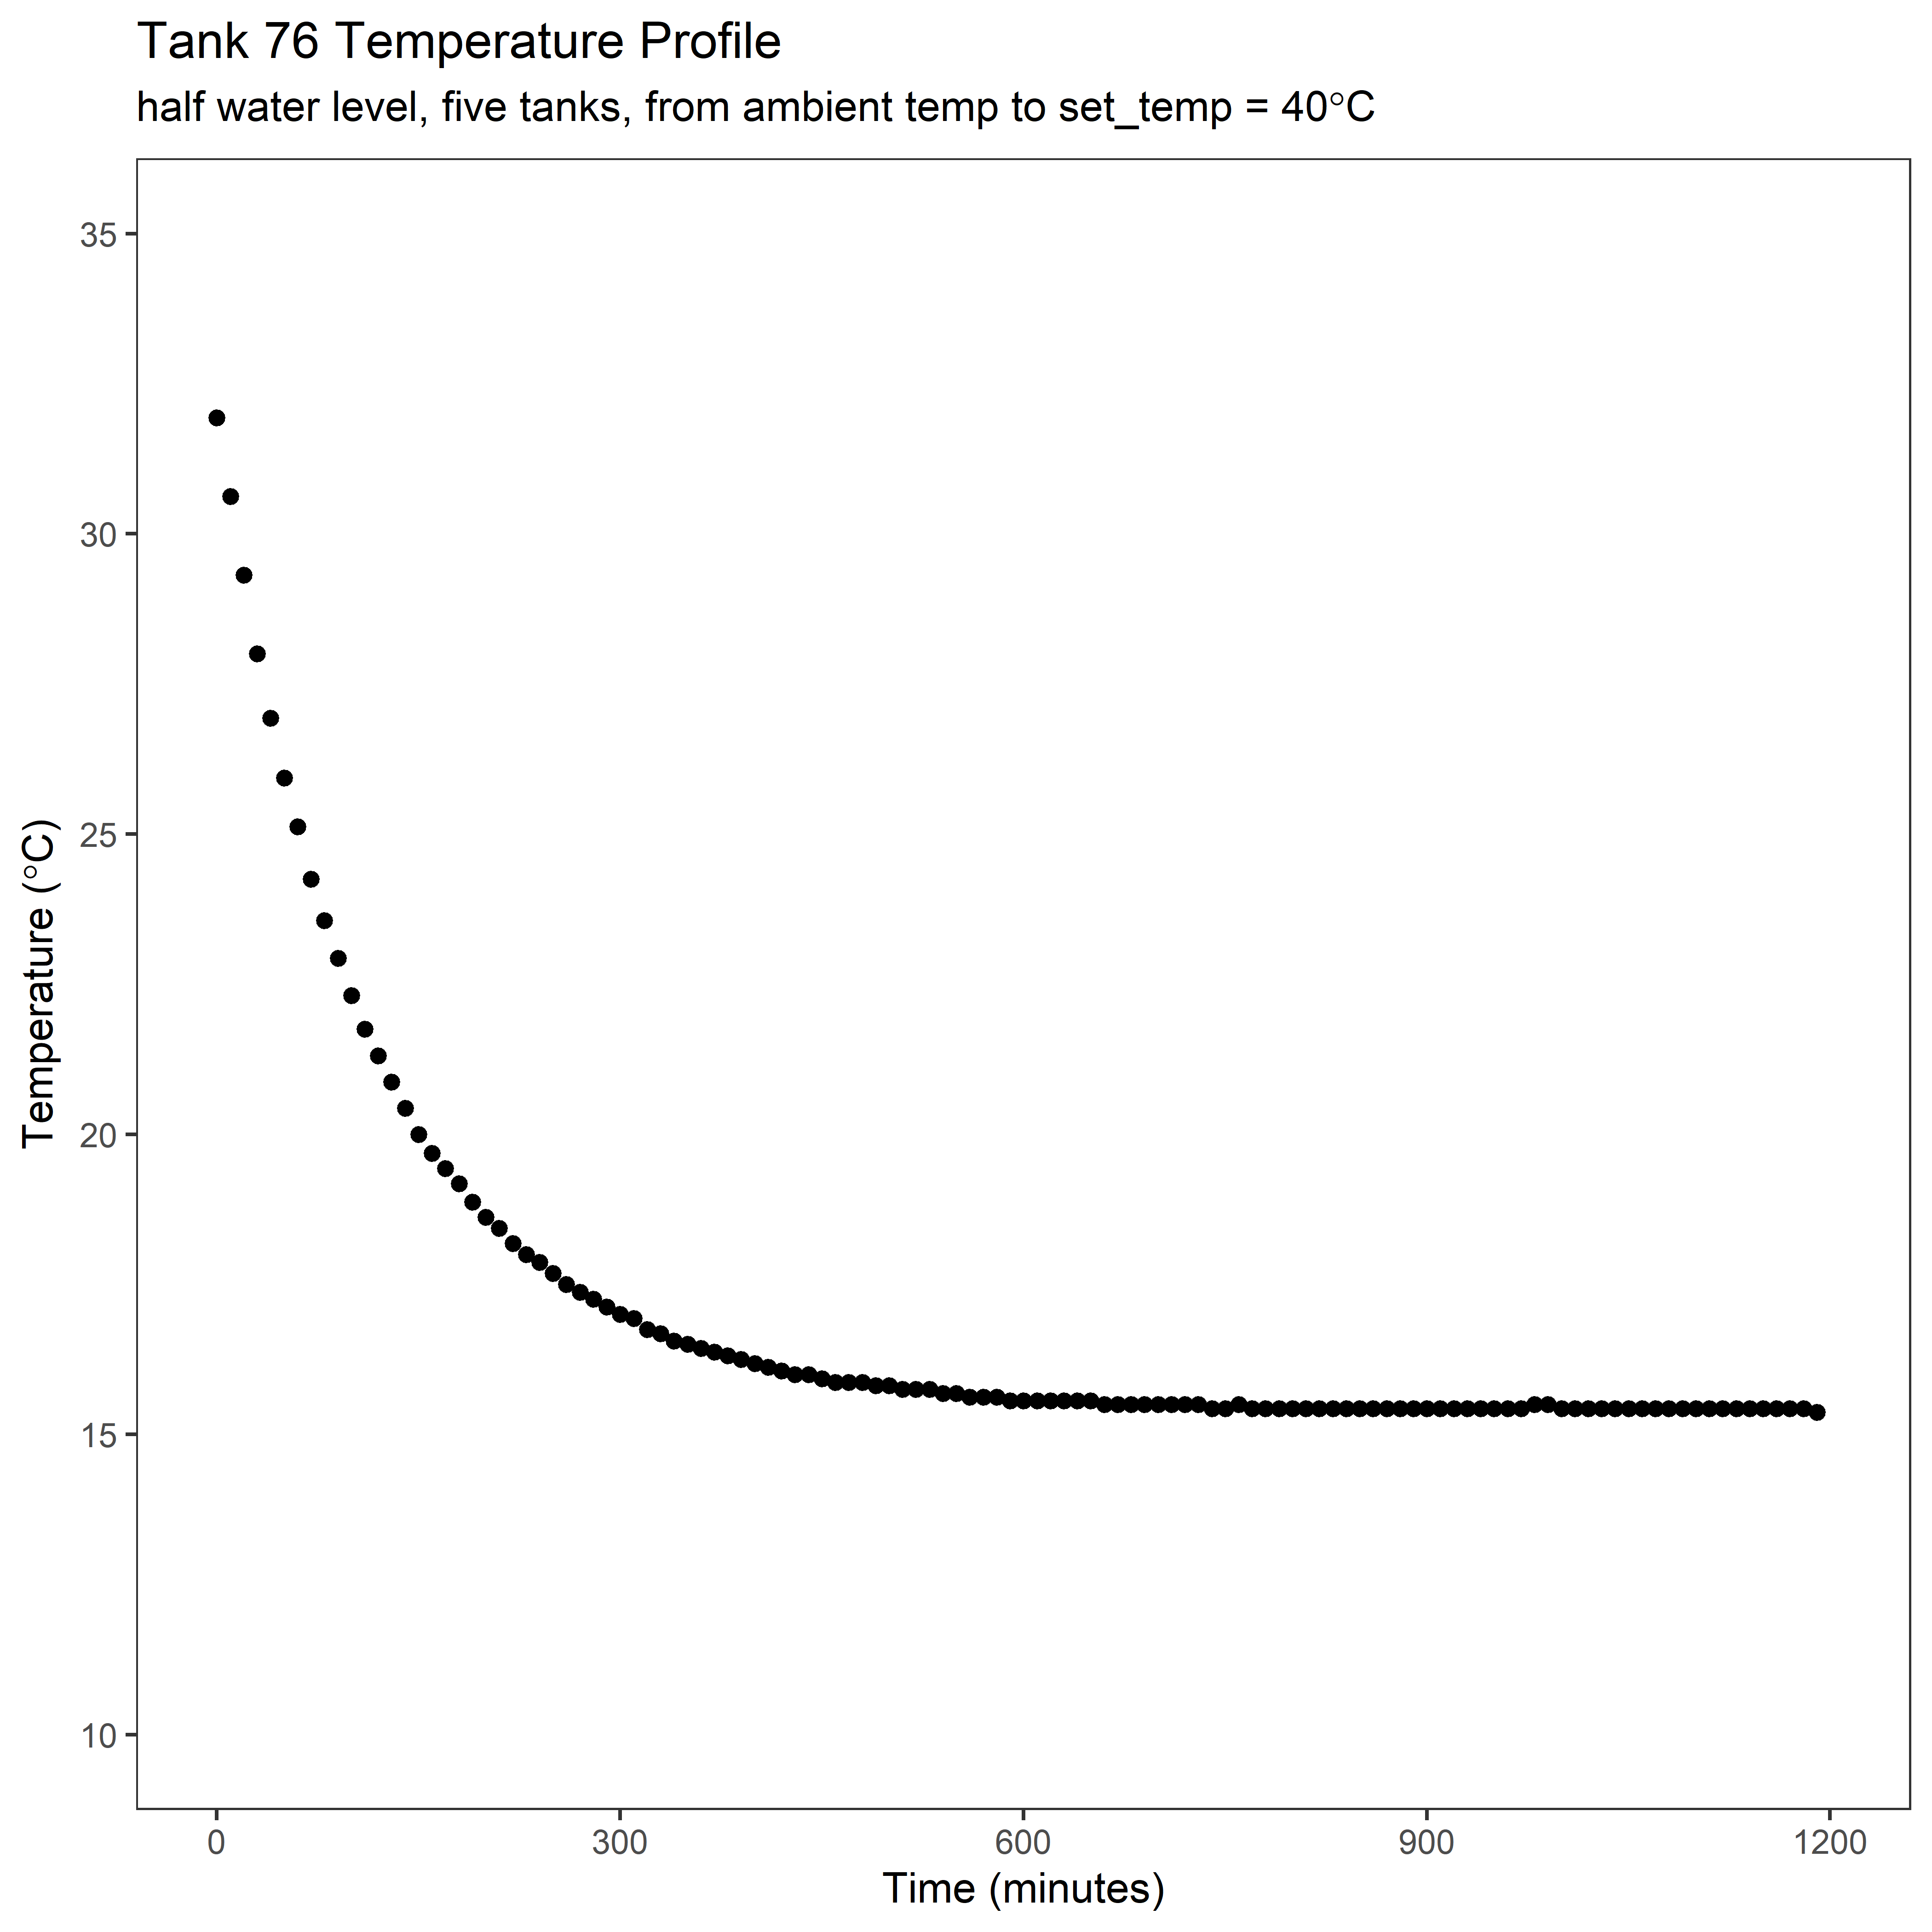 Tank 76 Temperature Profile
half water level, five tanks, from ambient temp to set_temp = 40°C
35
30
25
20
15
10
Temperature (°C)
0 300 600 900 1200
Time (minutes)